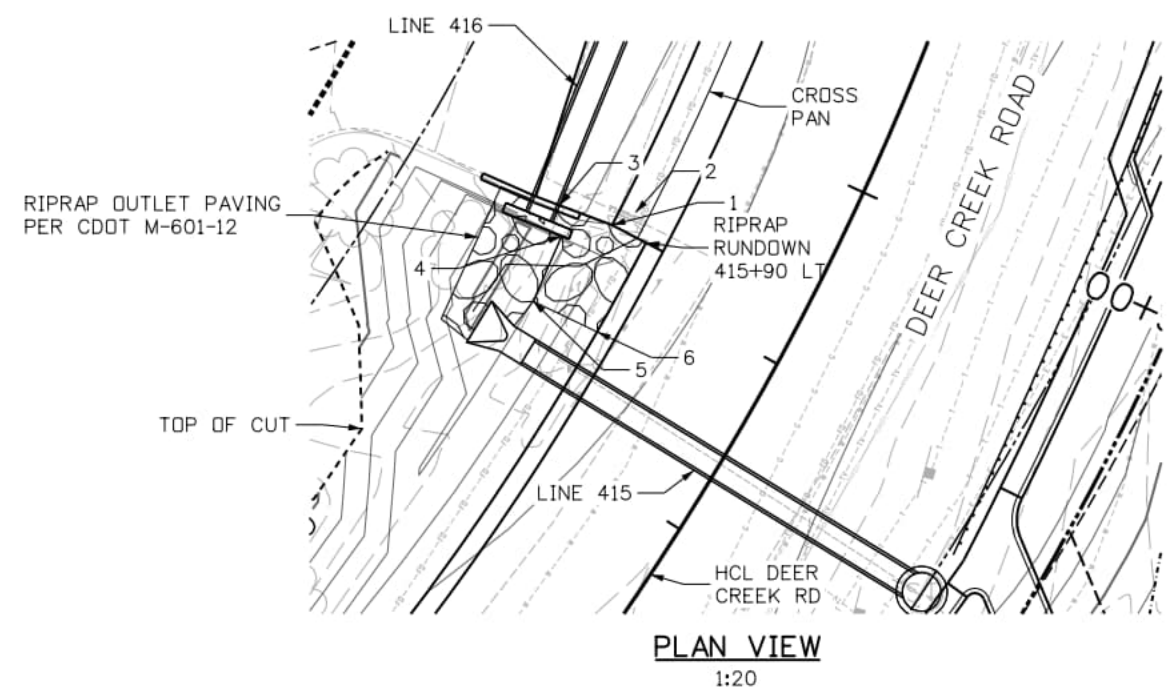 LINE 416
CROSS
PAN
DEER CREEK ROAD
3
2
1
RIPRAP OUTLET PAVING
PER CDOT M-601-12
RIPRAP
RUNDOWN
415+90 LT
4
00+
5
6
TOP OF CUT
LINE 415
HCL DEER
CREEK RD
PLAN VIEW
1:20